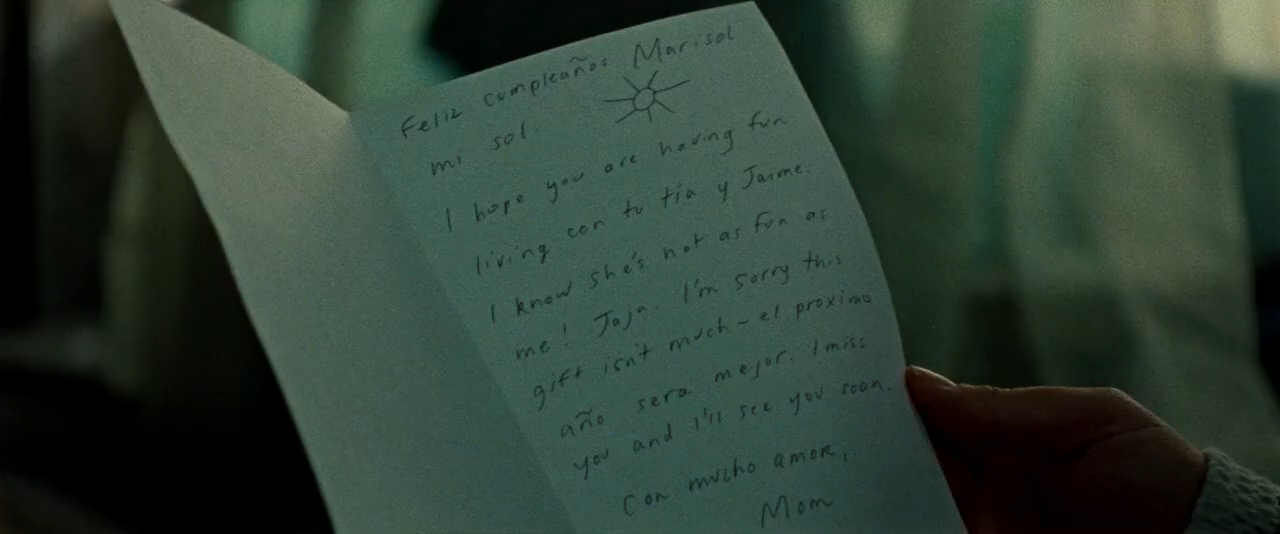 Feliz cumpleaños Marisol
mi sol.
I hope you are having fun
living con tu tía y Jaime.
I know she's not as fun as
me! Jaja. I'm sorry this
gift isn't much - el proximo
año sera mejor. I miss
you and I'll see you soon.
Con mucho amor,
Mom